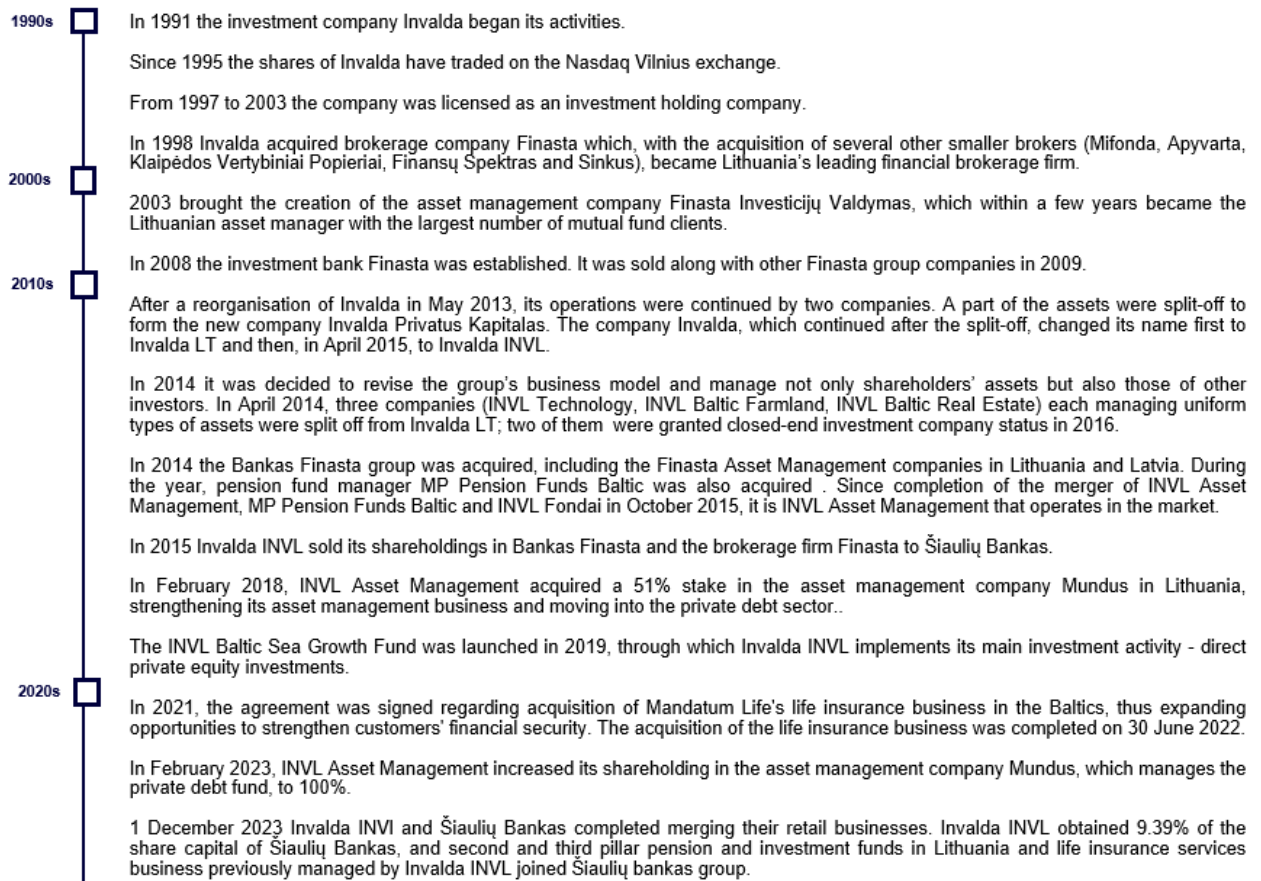 1990s
In 1991 the investment company Invalda began its activities.
Since 1995 the shares of Invalda have traded on the Nasdaq Vilnius exchange.
From 1997 to 2003 the company was licensed as an investment holding company.
In 1998 Invalda acquired brokerage company Finasta which, with the acquisition of several other smaller brokers (Mifonda, Apyvarta,
Klaipėdos Vertybiniai Popieriai, Finansų Spektras and Sinkus), became Lithuania's leading financial brokerage firm.
2000s
2003 brought the creation of the asset management company Finasta Investicijų Valdymas, which within a few years became the
Lithuanian asset manager with the largest number of mutual fund clients.
In 2008 the investment bank Finasta was established. It was sold along with other Finasta group companies in 2009.
2010s
After a reorganisation of Invalda in May 2013, its operations were continued by two companies. A part of the assets were split-off to
form the new company Invalda Privatus Kapitalas. The company Invalda, which continued after the split-off, changed its name first to
Invalda LT and then, in April 2015, to Invalda INVL.
In 2014 it was decided to revise the group's business model and manage not only shareholders' assets but also those of other
investors. In April 2014, three companies (INVL Technology, INVL Baltic Farmland, INVL Baltic Real Estate) each managing uniform
types of assets were split off from Invalda LT; two of them were granted closed-end investment company status in 2016.
In 2014 the Bankas Finasta group was acquired, including the Finasta Asset Management companies in Lithuania and Latvia. During
the year, pension fund manager MP Pension Funds Baltic was also acquired . Since completion of the merger of INVL Asset
Management, MP Pension Funds Baltic and INVL Fondai in October 2015, it is INVL Asset Management that operates in the market.
In 2015 Invalda INVL sold its shareholdings in Bankas Finasta and the brokerage firm Finasta to Šiaulių Bankas.
In February 2018, INVL Asset Management acquired a 51% stake in the asset management company Mundus in Lithuania,
strengthening its asset management business and moving into the private debt sector..
The INVL Baltic Sea Growth Fund was launched in 2019, through which Invalda INVL implements its main investment activity - direct
private equity investments.
2020s
In 2021, the agreement was signed regarding acquisition of Mandatum Life's life insurance business in the Baltics, thus expanding
opportunities to strengthen customers' financial security. The acquisition of the life insurance business was completed on 30 June 2022.
In February 2023, INVL Asset Management increased its shareholding in the asset management company Mundus, which manages the
private debt fund, to 100%.
1 December 2023 Invalda INVI and Šiaulių Bankas completed merging their retail businesses. Invalda INVL obtained 9.39% of the
share capital of Šiaulių Bankas, and second and third pillar pension and investment funds in Lithuania and life insurance services
business previously managed by Invalda INVL joined Šiaulių bankas group.